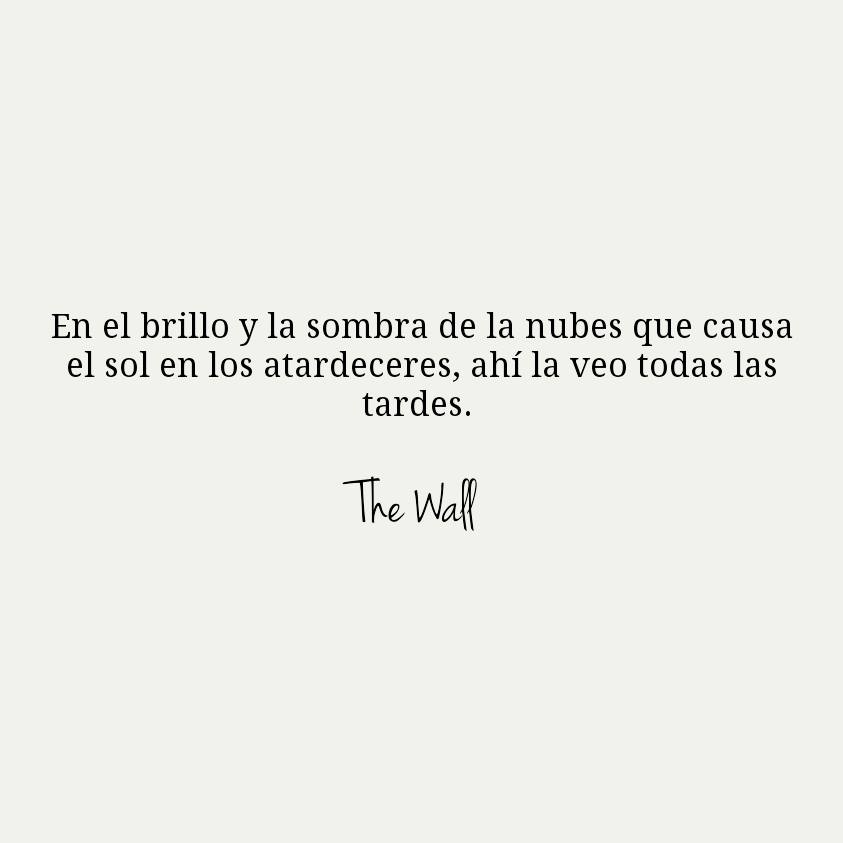 En el brillo y la sombra de la nubes que causa
el sol en los atardeceres, ahí la veo todas las
tardes.
The Wall